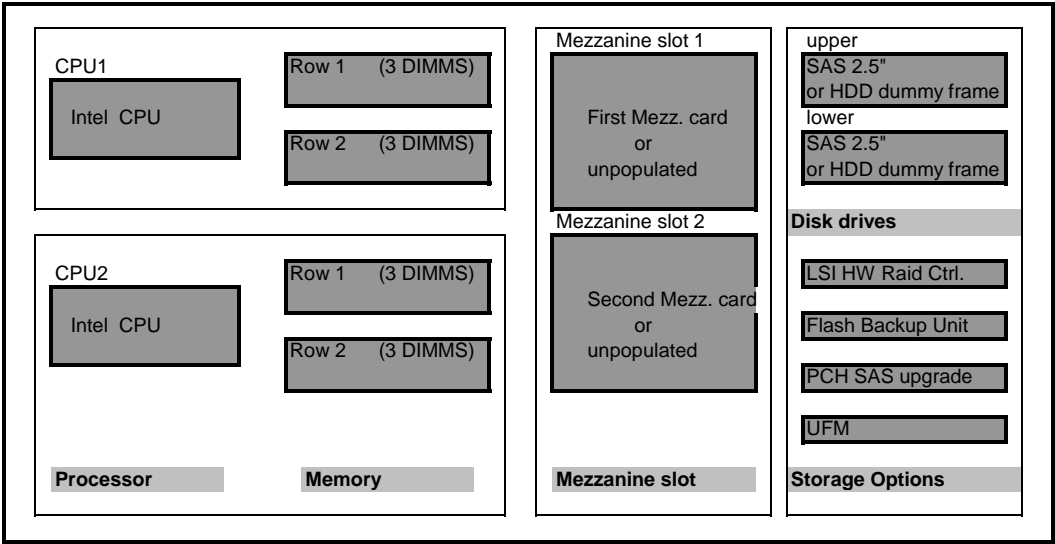 CPU1
Intel CPU
Row 1 (3 DIMMS)
Row 2 (3 DIMMS)
CPU2
Intel CPU
Row 1 (3 DIMMS)
Row 2 (3 DIMMS)
Processor
Memory
Mezzanine slot 1
First Mezz. card
or
unpopulated
Mezzanine slot 2
Second Mezz. card
or
unpopulated
Mezzanine slot
upper
SAS 2.5"
or HDD dummy frame
lower
SAS 2.5"
or HDD dummy frame
Disk drives
LSI HW Raid Ctrl.
Flash Backup Unit
PCH SAS upgrade
UFM
Storage Options